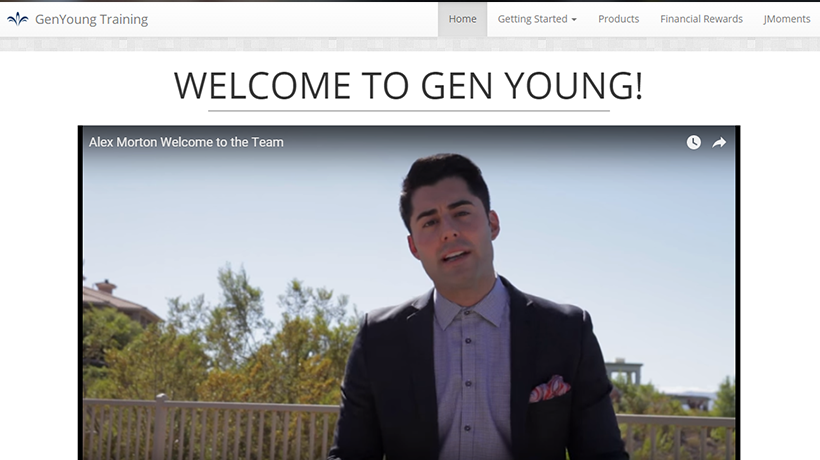 GenYoung Training
Home
Getting Started
Products
Financial Rewards
JMoments
WELCOME TO GEN YOUNG!
Alex Morton Welcome to the Team